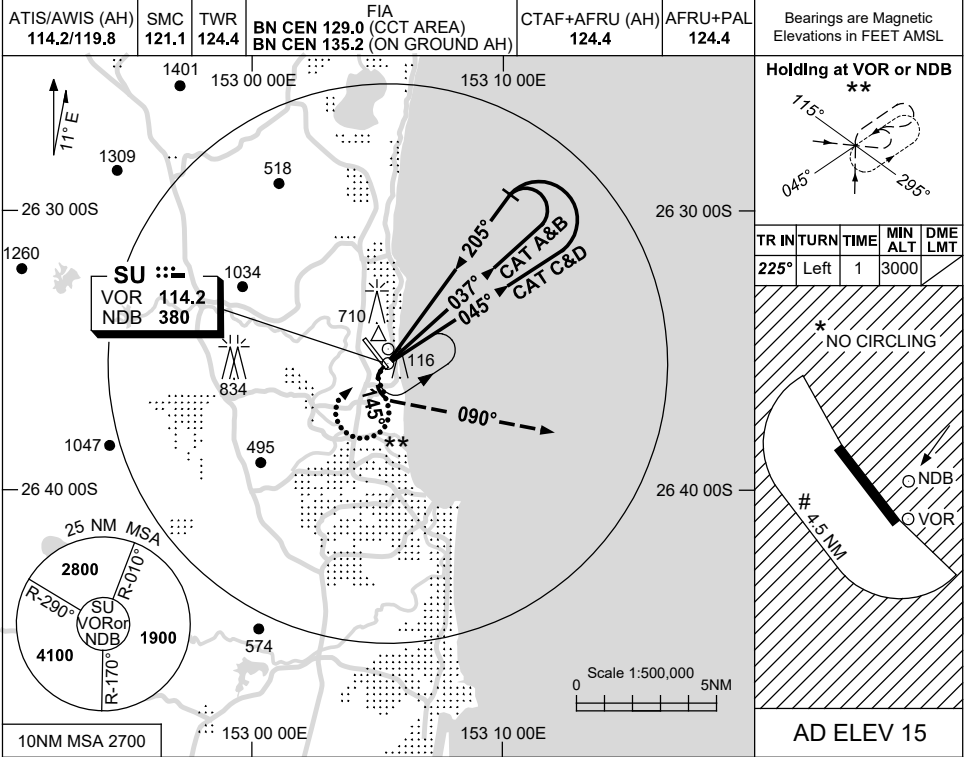 ATIS/AWIS (AH)
114.2/119.8
SMC
121.1
TWR
124.4
FIA
BN CEN 129.0 (CCT AREA)
BN CEN 135.2 (ON GROUND AH)
CTAF+AFRU (AH)
124.4
AFRU+PAL
124.4
Bearings are Magnetic
Elevations in FEET AMSL
1401
153 00 00E
153 10 00E
11° E
1309
518
26 30 00S
26 30 00S
1260
205°
037° CAT A&B
045° CAT C&D
SU
VOR 114.2
NDB 380
1034
710
116
834
145°
090°
**
1047
495
26 40 00S
26 40 00S
25 NM MSA
2800
R-010°
R-290°
SU
VORor
NDB
1900
4100
R-170°
574
Scale 1:500,000
0 5NM
10NM MSA 2700
153 00 00E
153 10 00E
Holding at VOR or NDB
**
115°
045°
295°
TR IN TURN TIME MIN ALT DME LMT
225° Left 1 3000
* NO CIRCLING
NDB
VOR
# 4.5 NM
AD ELEV 15